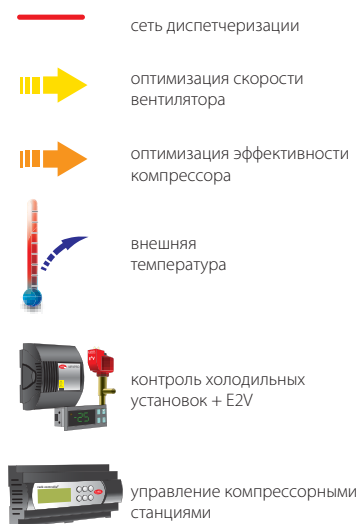 сеть диспетчеризации
оптимизация скорости
вентилятора
оптимизация эффективности
компрессора
внешняя
температура
контроль холодильных
установок + E2V
управление компрессорными
станциями